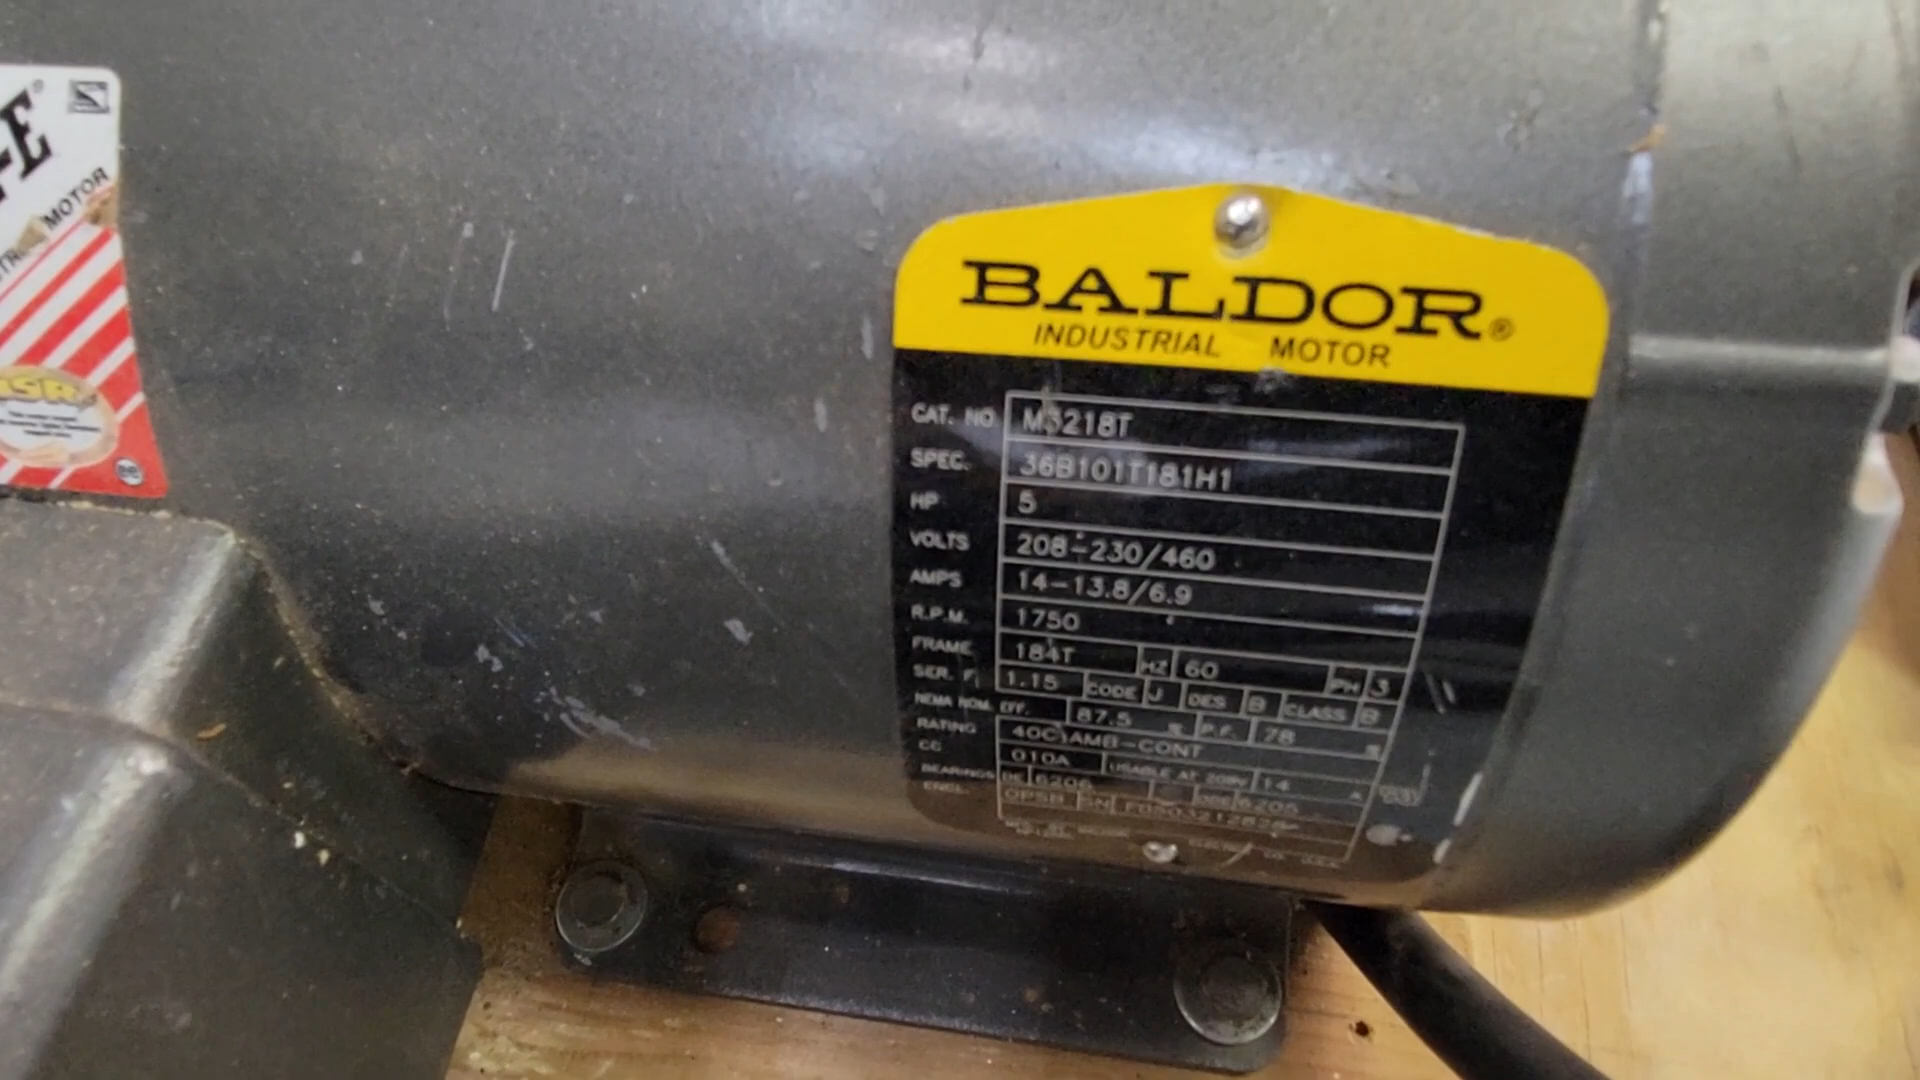 -E®
MOTOR
ISR
BALDOR®
INDUSTRIAL MOTOR
CAT. NO M3218T
SPEC. 36B101T181H1
HP 5
VOLTS 208-230/460
AMPS 14-13.8/6.9
R.P.M. 1750
FRAME 184T HZ 60 PH 3
SER. F. 1.15 CODE J DES B CLASS B
NEMA NOM. EFF. 87.5 % P.F. 78 %
RATING 40C AMB-CONT
CC 010A USABLE AT 208V 14 A
BEARINGS DE 6206 ODE 6205
ENCL. OPSB SN